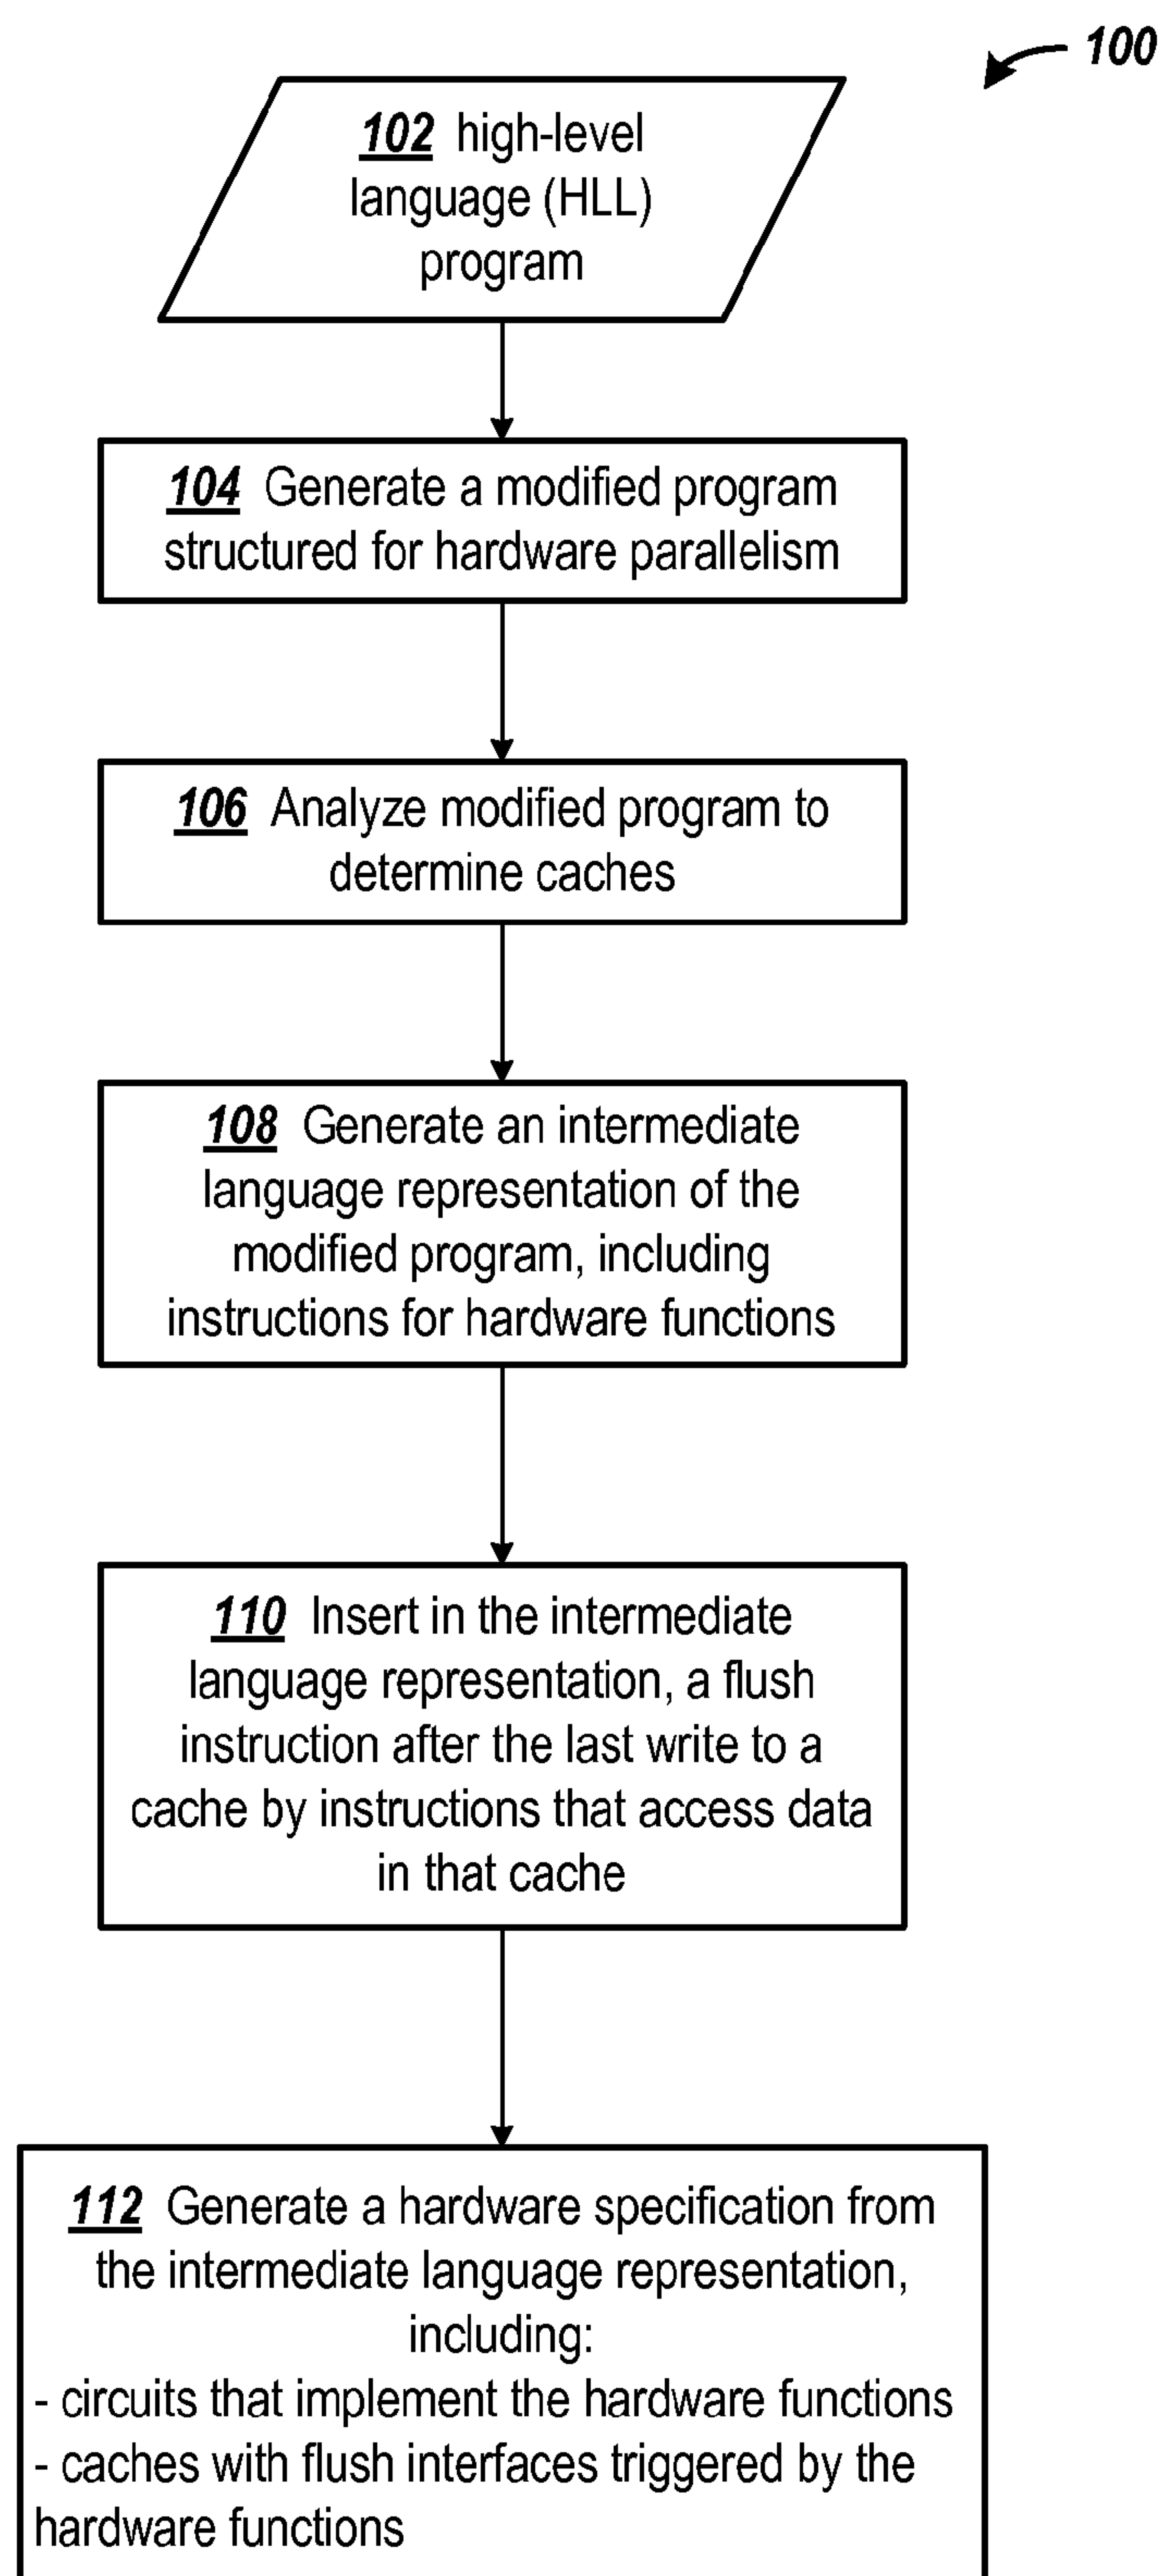 100
102 high-level
language (HLL)
program
104 Generate a modified program
structured for hardware parallelism
106 Analyze modified program to
determine caches
108 Generate an intermediate
language representation of the
modified program, including
instructions for hardware functions
110 Insert in the intermediate
language representation, a flush
instruction after the last write to a
cache by instructions that access data
in that cache
112 Generate a hardware specification from
the intermediate language representation,
including:
- circuits that implement the hardware functions
- caches with flush interfaces triggered by the
hardware functions